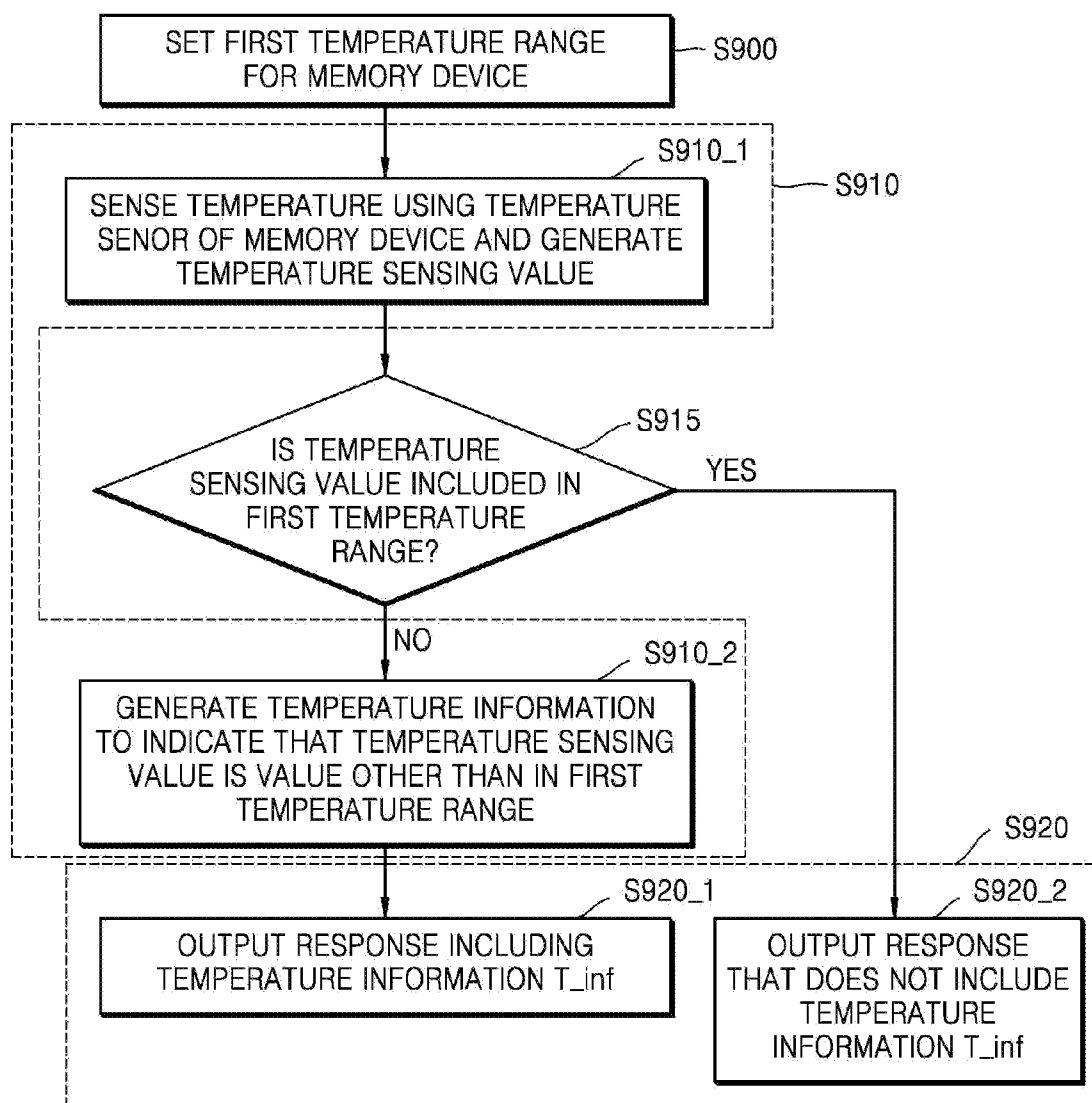 SET FIRST TEMPERATURE RANGE
FOR MEMORY DEVICE
S900
S910_1
S910
SENSE TEMPERATURE USING TEMPERATURE
SENOR OF MEMORY DEVICE AND GENERATE
TEMPERATURE SENSING VALUE
S915
IS TEMPERATURE
SENSING VALUE INCLUDED IN
FIRST TEMPERATURE
RANGE?
YES
NO
S910_2
GENERATE TEMPERATURE INFORMATION
TO INDICATE THAT TEMPERATURE SENSING
VALUE IS VALUE OTHER THAN IN FIRST
TEMPERATURE RANGE
S920
S920_1
OUTPUT RESPONSE INCLUDING
TEMPERATURE INFORMATION T_inf
S920_2
OUTPUT RESPONSE
THAT DOES NOT INCLUDE
TEMPERATURE
INFORMATION T_inf